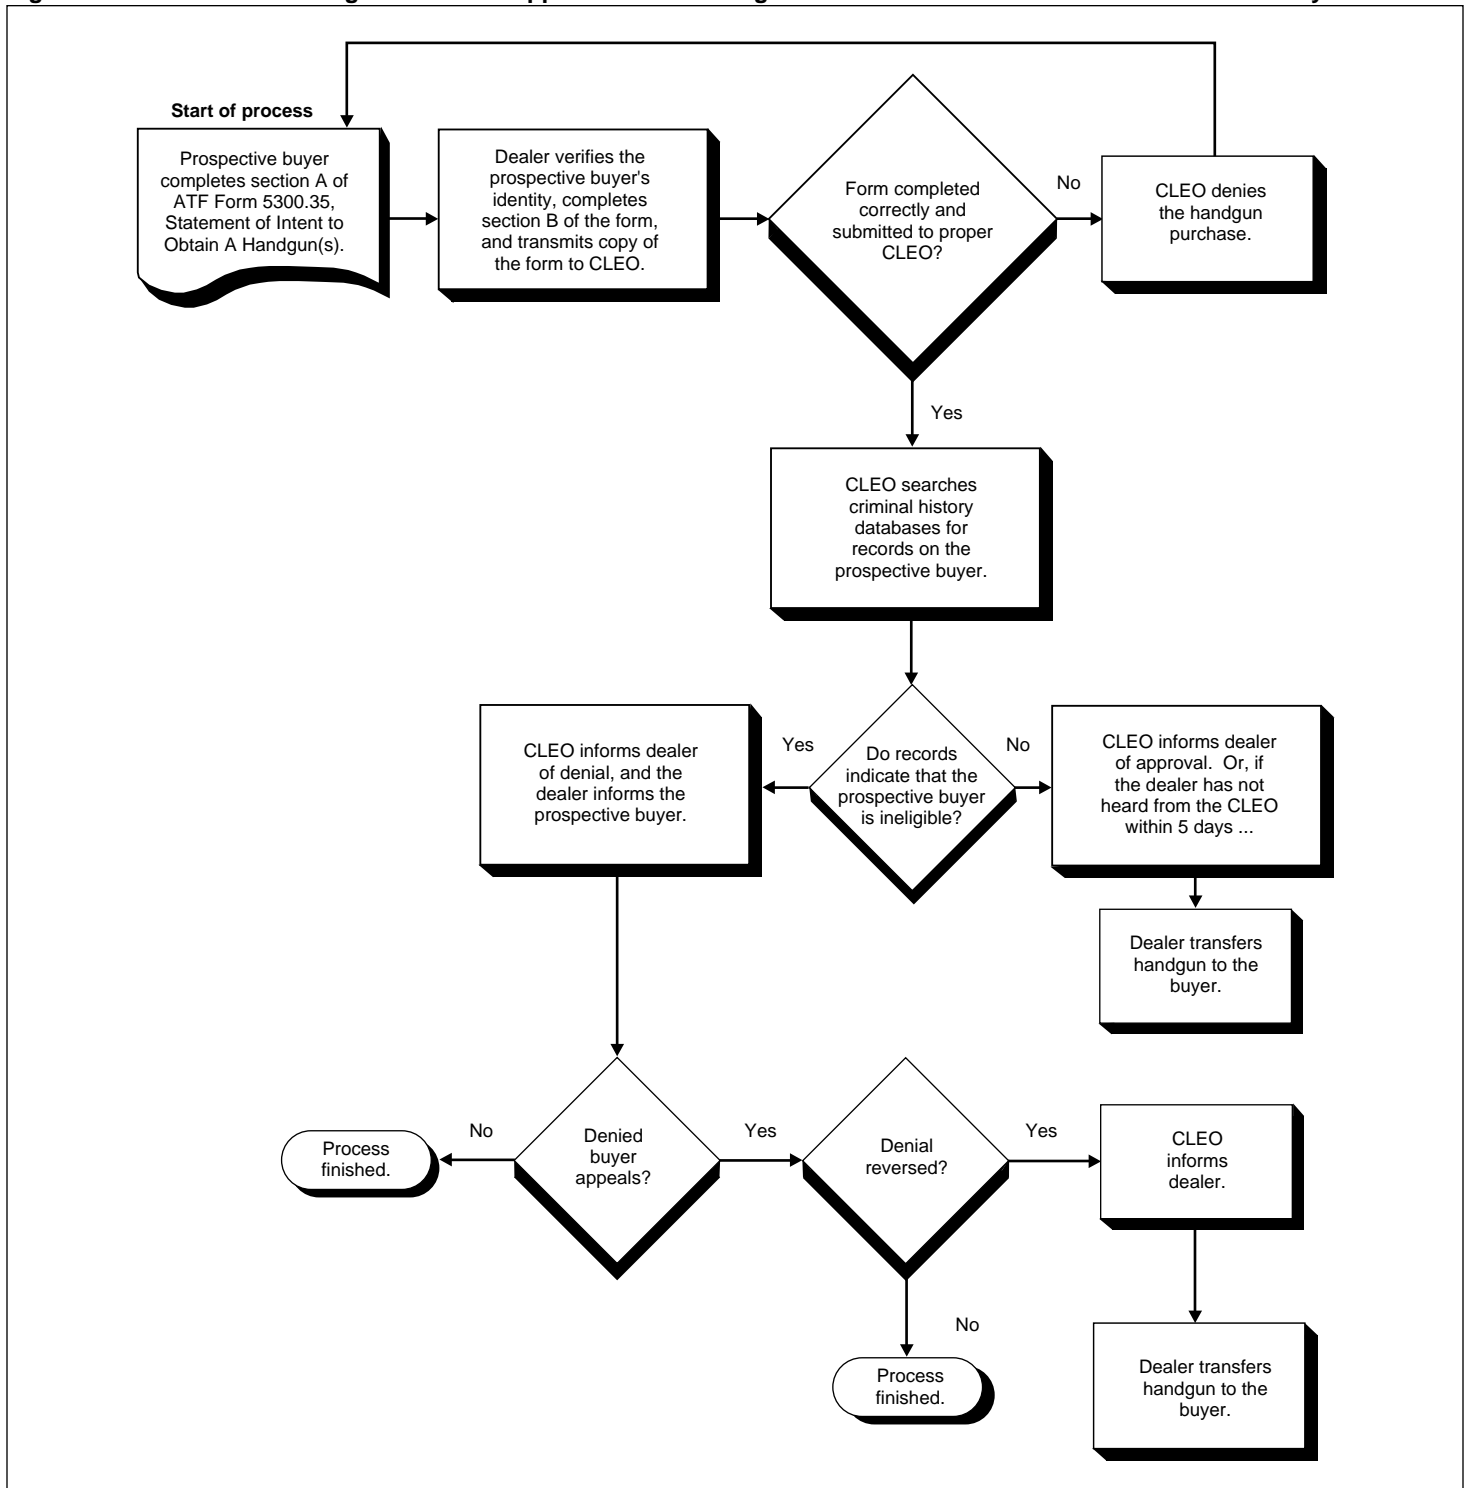 Start of process
Prospective buyer
completes section A of
ATF Form 5300.35,
Statement of Intent to
Obtain A Handgun(s).
Dealer verifies the
prospective buyer's
identity, completes
section B of the form,
and transmits copy of
the form to CLEO.
Form completed
correctly and
submitted to proper
CLEO?
No
CLEO denies
the handgun
purchase.
Yes
CLEO searches
criminal history
databases for
records on the
prospective buyer.
CLEO informs dealer
of denial, and the
dealer informs the
prospective buyer.
Yes
Do records
indicate that the
prospective buyer
is ineligible?
No
CLEO informs dealer
of approval. Or, if
the dealer has not
heard from the CLEO
within 5 days ...
Dealer transfers
handgun to the
buyer.
Process
finished.
No
Denied
buyer
appeals?
Yes
Denial
reversed?
Yes
CLEO
informs
dealer.
No
Process
finished.
Dealer transfers
handgun to the
buyer.